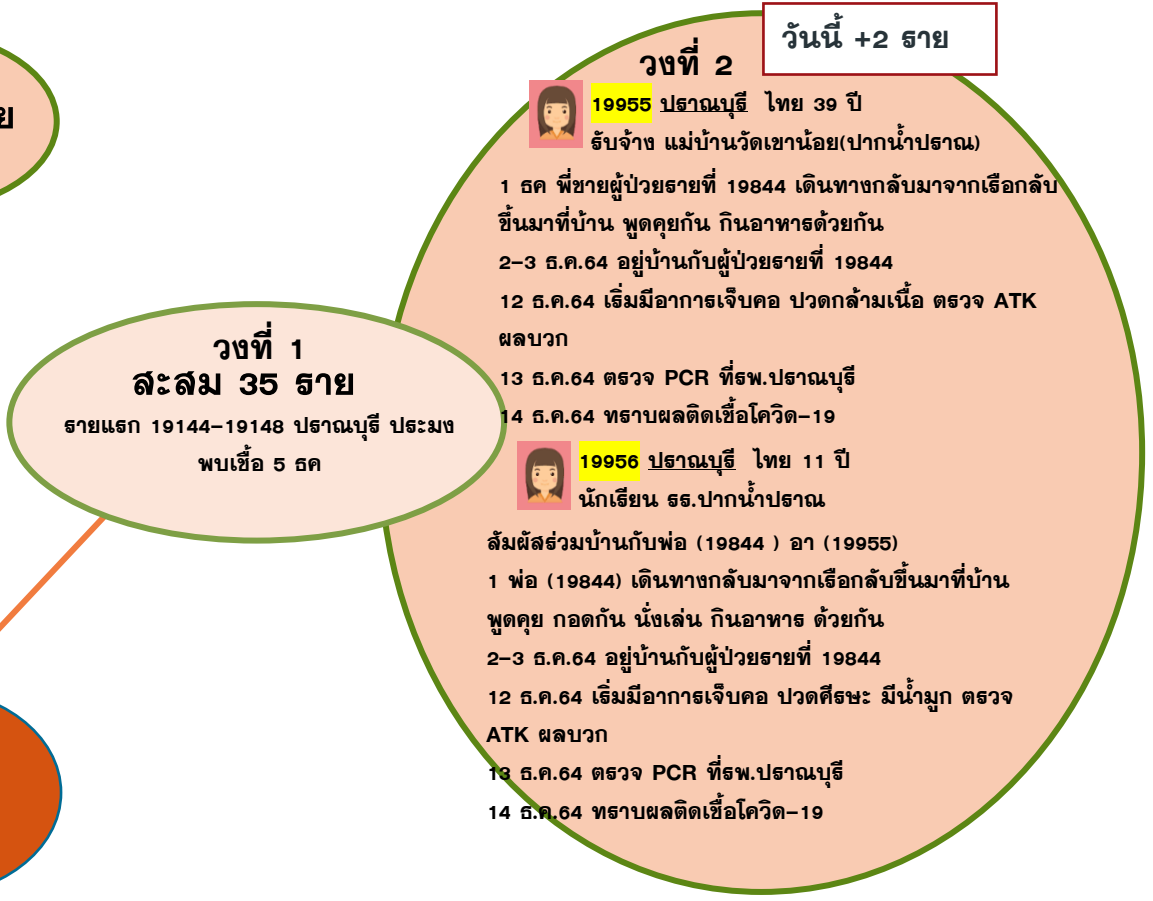 ย
วงที่ 1
สะสม 35 ราย
รายแรก 19144–19148 ปราณบุรี ประมง
พบเชื้อ 5 ธค
วันนี้ +2 ราย
วงที่ 2
19955 ปราณบุรี ไทย 39 ปี
รับจ้าง แม่บ้านวัดเขาน้อย(ปากน้ำปราณ)
1 ธค พี่ชายผู้ป่วยรายที่ 19844 เดินทางกลับมาจากเรือกลับ
ขึ้นมาที่บ้าน พูดคุยกัน กินอาหารด้วยกัน
2–3 ธ.ค.64 อยู่บ้านกับผู้ป่วยรายที่ 19844
12 ธ.ค.64 เริ่มมีอาการเจ็บคอ ปวดกล้ามเนื้อ ตรวจ ATK
ผลบวก
13 ธ.ค.64 ตรวจ PCR ที่รพ.ปราณบุรี
14 ธ.ค.64 ทราบผลติดเชื้อโควิด–19
19956 ปราณบุรี ไทย 11 ปี
นักเรียน รร.ปากน้ำปราณ
สัมผัสร่วมบ้านกับพ่อ (19844 ) อา (19955)
1 พ่อ (19844) เดินทางกลับมาจากเรือกลับขึ้นมาที่บ้าน
พูดคุย กอดกัน นั่งเล่น กินอาหาร ด้วยกัน
2–3 ธ.ค.64 อยู่บ้านกับผู้ป่วยรายที่ 19844
12 ธ.ค.64 เริ่มมีอาการเจ็บคอ ปวดศีรษะ มีน้ำมูก ตรวจ
ATK ผลบวก
13 ธ.ค.64 ตรวจ PCR ที่รพ.ปราณบุรี
14 ธ.ค.64 ทราบผลติดเชื้อโควิด–19